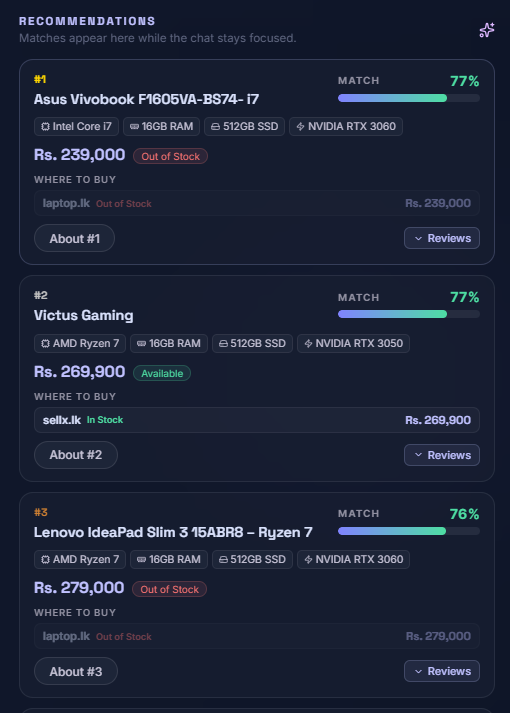 RECOMMENDATIONS
Matches appear here while the chat stays focused.
#1
MATCH 77%
Asus Vivobook F1605VA-BS74- i7
Intel Core i7 16GB RAM 512GB SSD NVIDIA RTX 3060
Rs. 239,000 Out of Stock
WHERE TO BUY
laptop.lk Out of Stock Rs. 239,000
About #1 Reviews
#2
MATCH 77%
Victus Gaming
AMD Ryzen 7 16GB RAM 512GB SSD NVIDIA RTX 3050
Rs. 269,900 Available
WHERE TO BUY
sellx.lk In Stock Rs. 269,900
About #2 Reviews
#3
MATCH 76%
Lenovo IdeaPad Slim 3 15ABR8 – Ryzen 7
AMD Ryzen 7 16GB RAM 512GB SSD NVIDIA RTX 3060
Rs. 279,000 Out of Stock
WHERE TO BUY
laptop.lk Out of Stock Rs. 279,000
About #3 Reviews